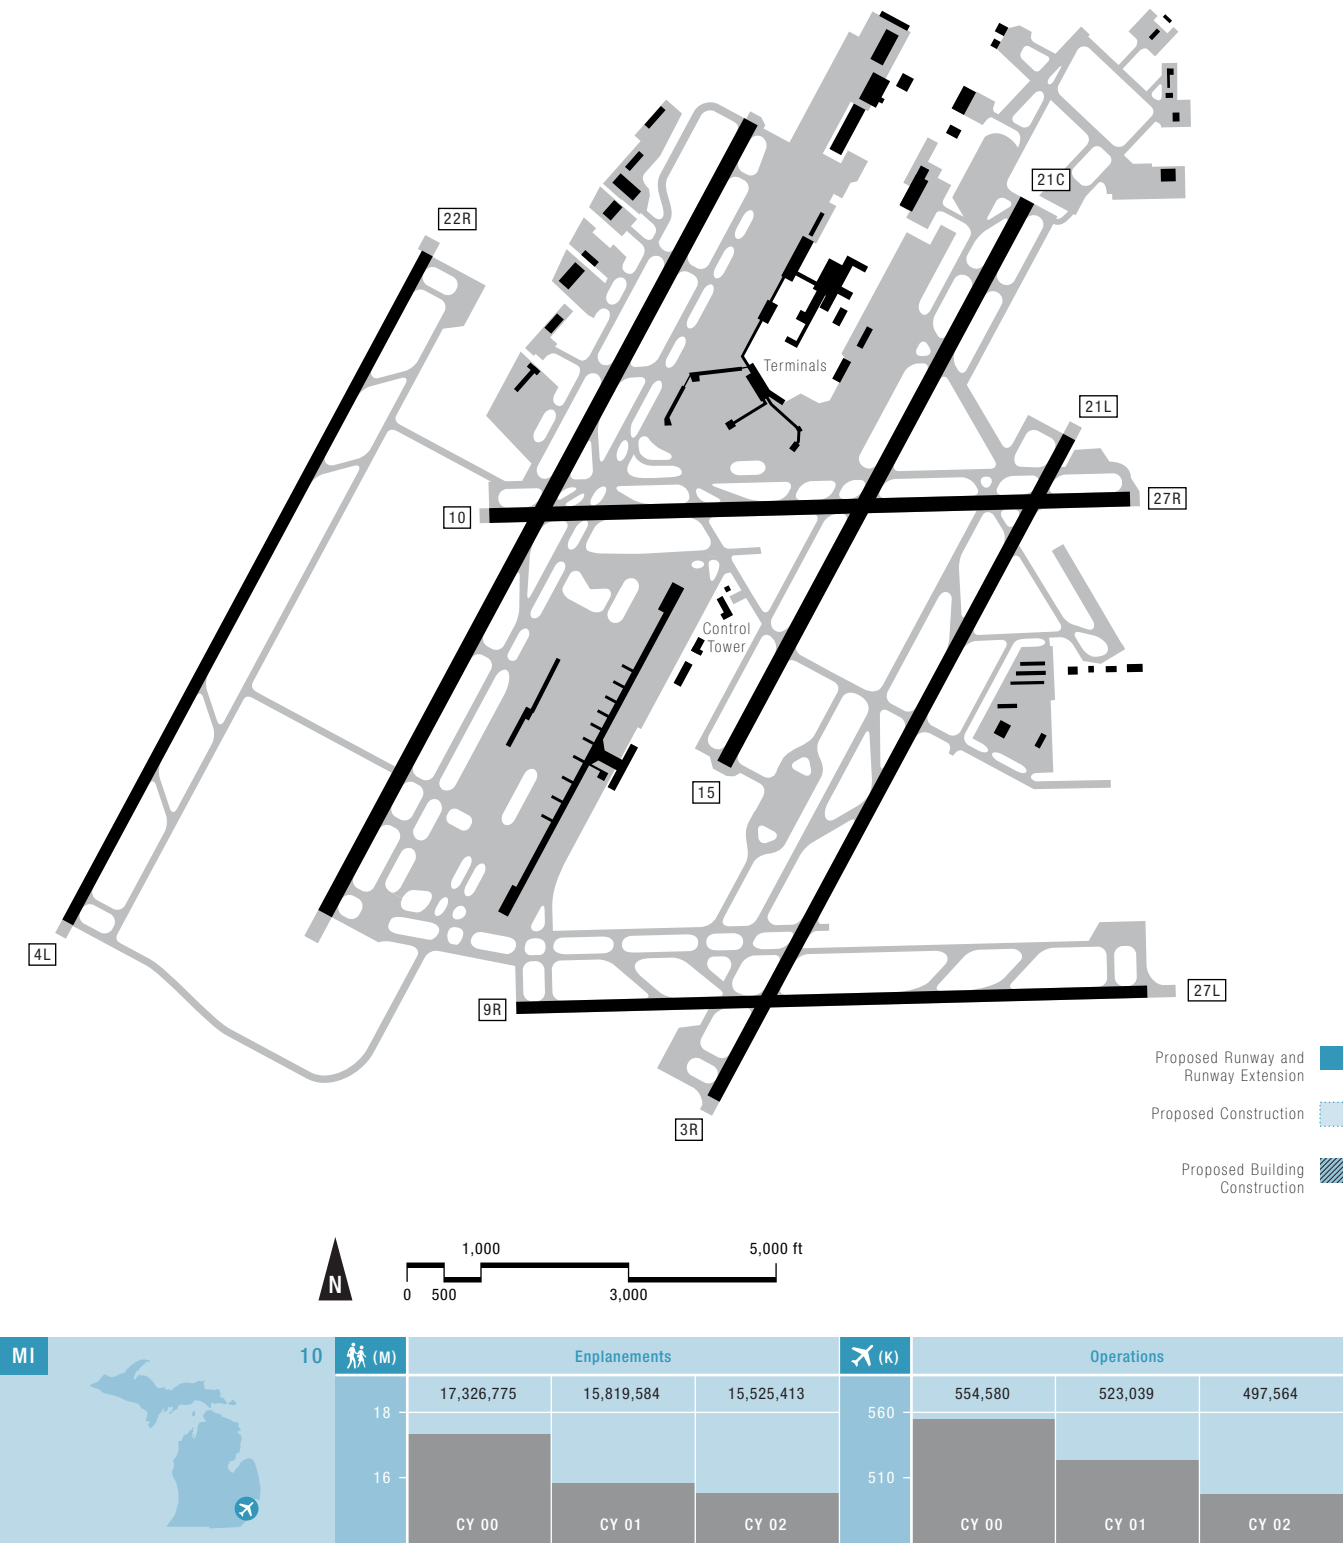 21C
22R
Terminals
21L
27R
10
Control
Tower
15
4L
9R
27L
Proposed Runway and
Runway Extension
Proposed Construction
3R
Proposed Building
Construction
1,000
5,000 ft
N
0
500
3,000
MI
10
(M)
Enplanements
(K)
Operations
17,326,775
15,819,584
15,525,413
554,580
523,039
497,564
18
560
16
510
CY 00
CY 01
CY 02
CY 00
CY 01
CY 02